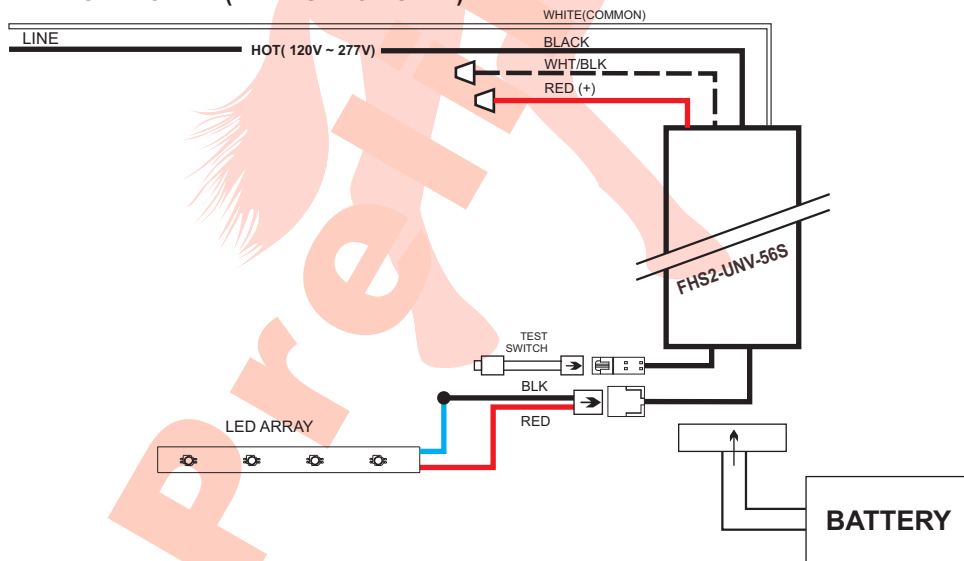 WHITE(COMMON)
LINE
HOT( 120V ~ 277V)
BLACK
WHT/BLK
RED (+)
FHS2-UNV-56S
TEST
SWITCH
BLK
RED
LED ARRAY
BATTERY
Preli